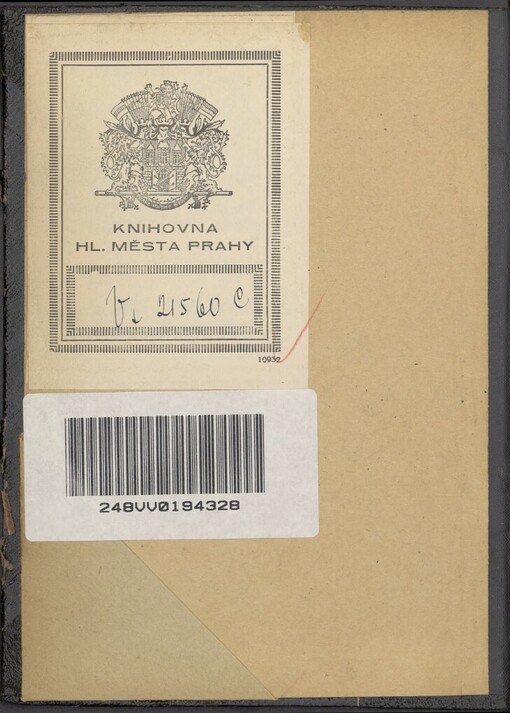 KNIHOVNA
HL. MĚSTA PRAHY
V. 21560 C
10932
248VV0194328